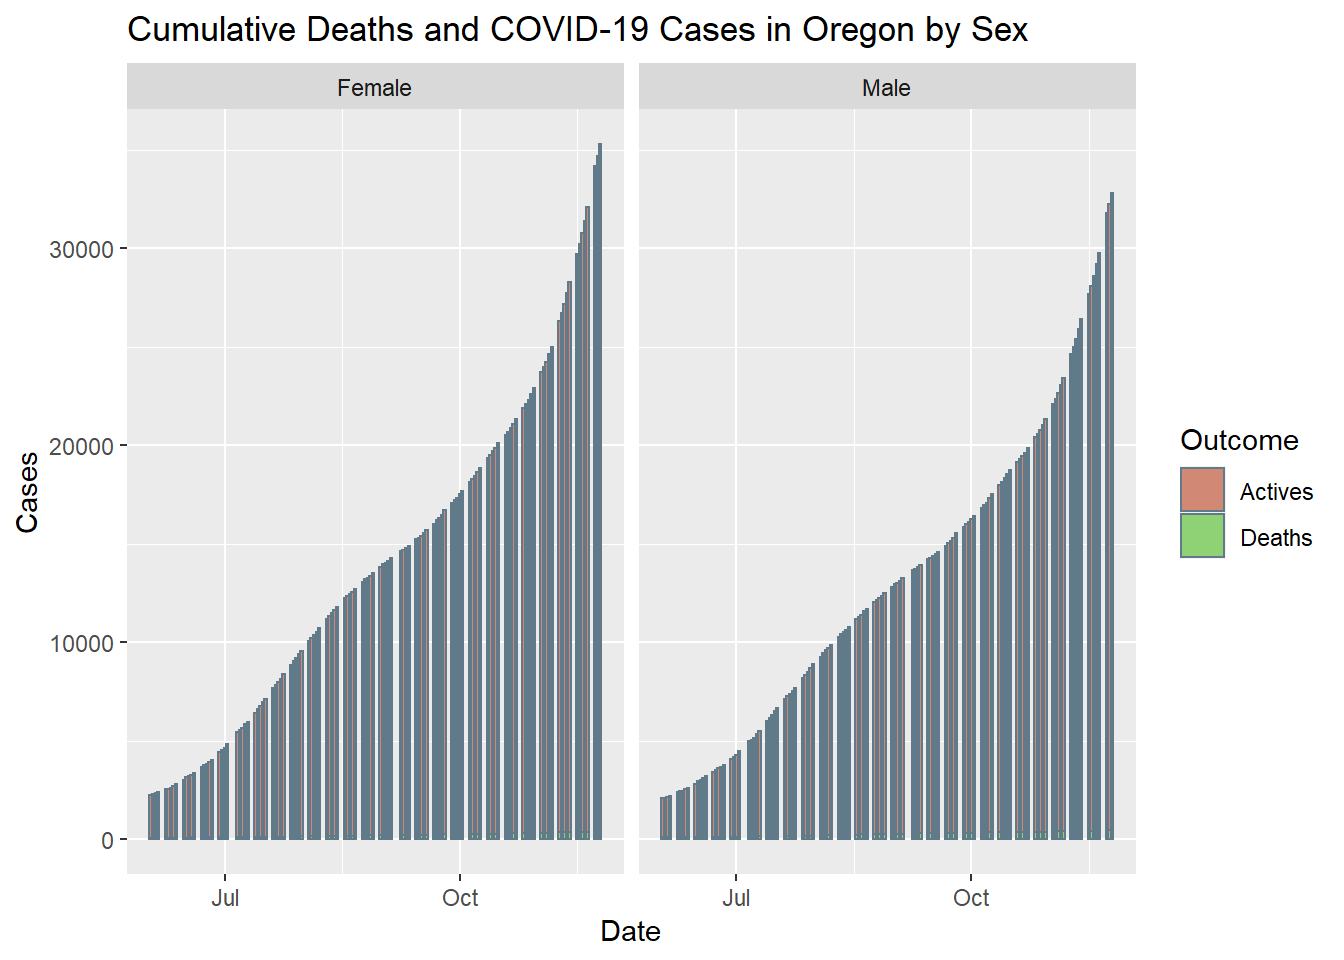 Cumulative Deaths and COVID-19 Cases in Oregon by Sex
Female
Male
30000
20000
10000
0
Cases
Jul
Oct
Jul
Oct
Date
Outcome
Actives
Deaths